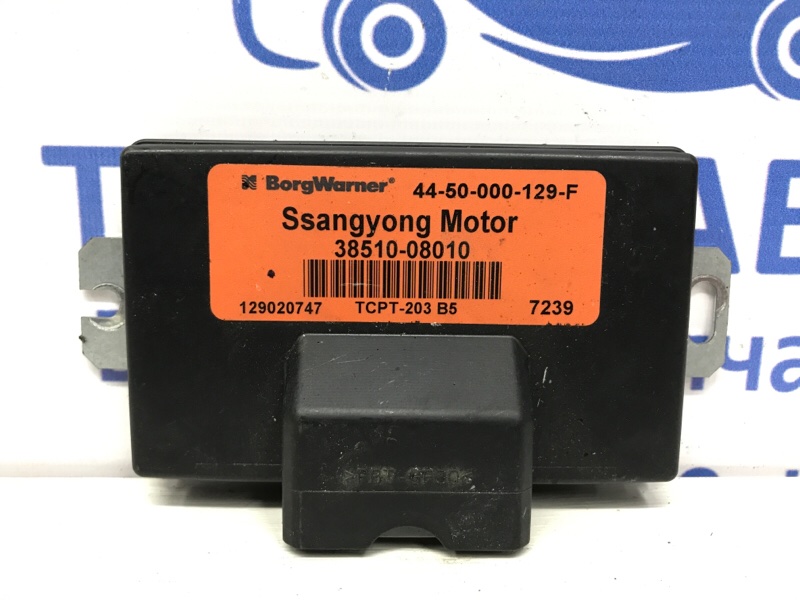 BorgWarner® 44-50-000-129-F
Ssangyong Motor
38510-08010
129020747 TCPT-203 B5 7239